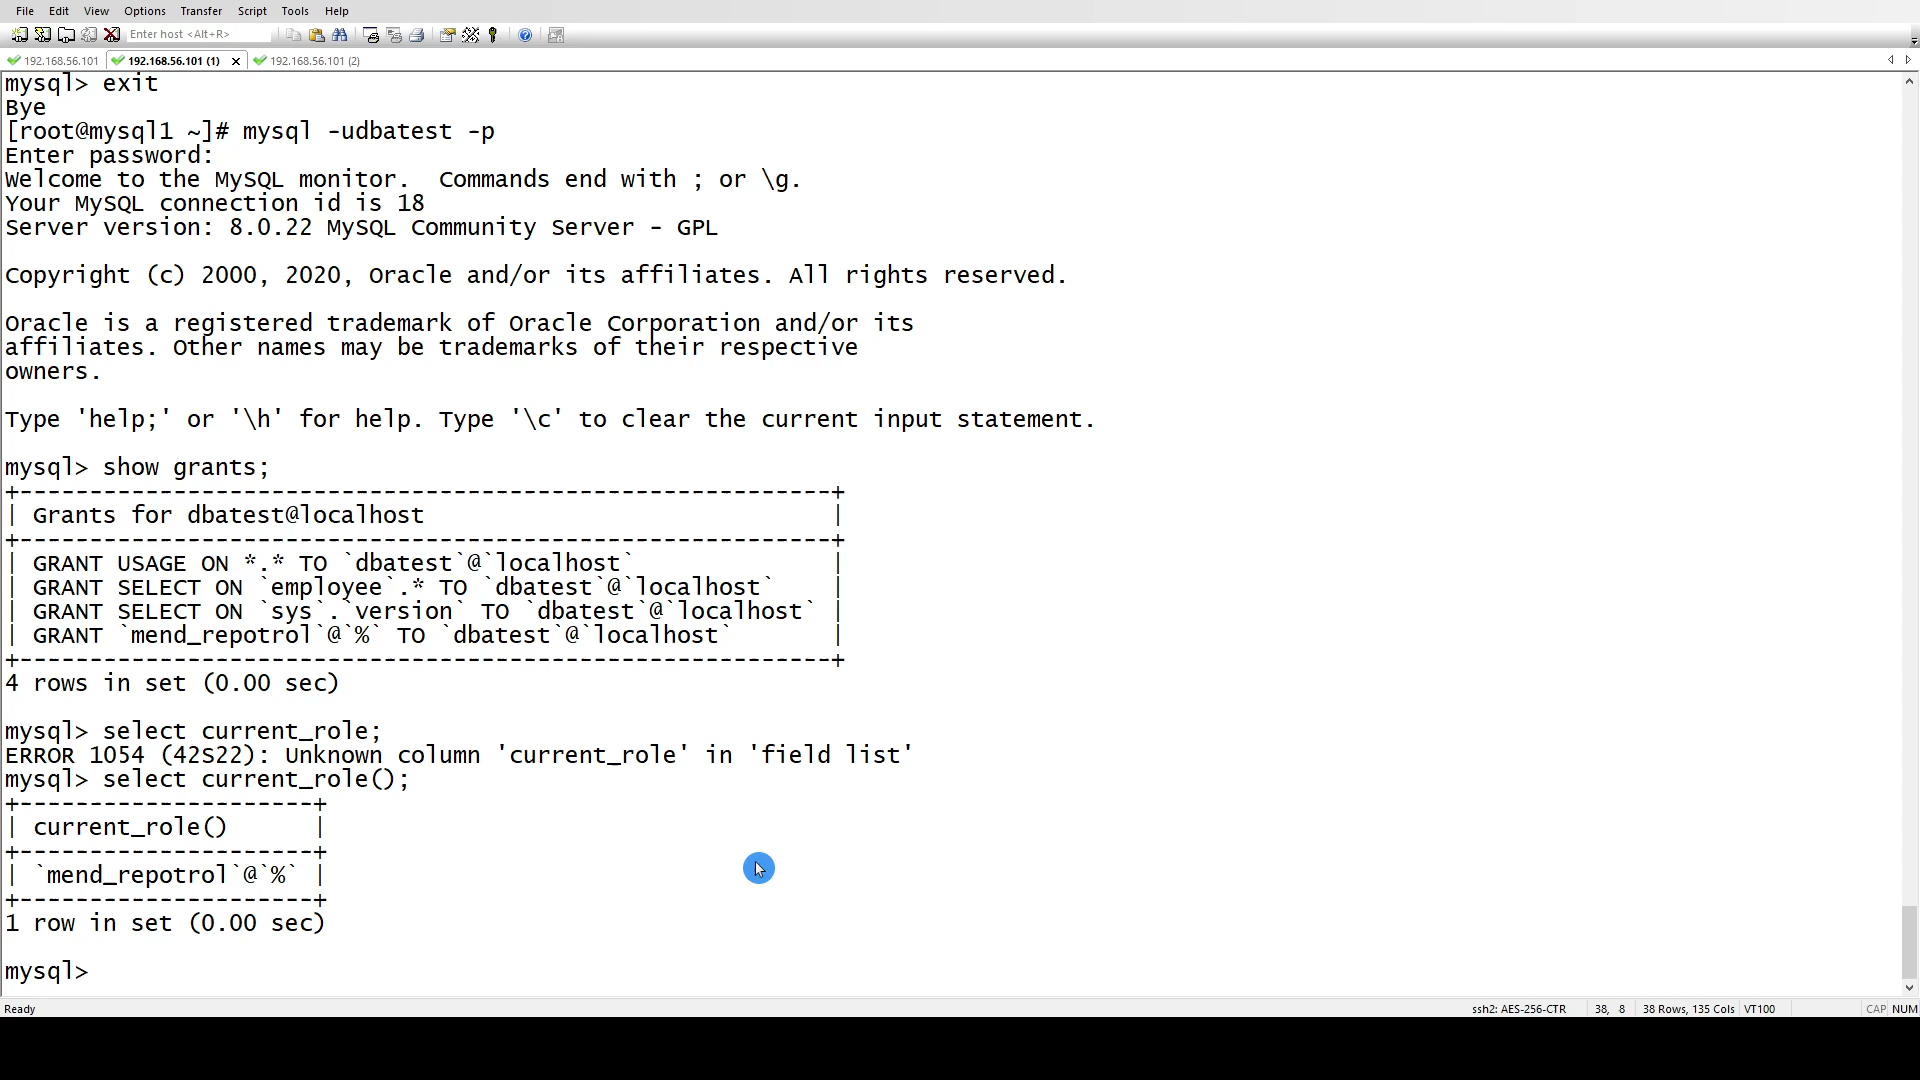 File Edit View Options Transfer Script Tools Help
Enter host <Alt+R>
192.168.56.101 192.168.56.101 (1) 192.168.56.101 (2)
mysql> exit
Bye
[root@mysql1 ~]# mysql -udbatest -p
Enter password:
Welcome to the MySQL monitor.  Commands end with ; or \g.
Your MySQL connection id is 18
Server version: 8.0.22 MySQL Community Server - GPL
Copyright (c) 2000, 2020, Oracle and/or its affiliates. All rights reserved.
Oracle is a registered trademark of Oracle Corporation and/or its
affiliates. Other names may be trademarks of their respective
owners.
Type 'help;' or '\h' for help. Type '\c' to clear the current input statement.
mysql> show grants;
+----------------------------------------------------------+
| Grants for dbatest@localhost                             |
+----------------------------------------------------------+
| GRANT USAGE ON *.* TO `dbatest`@`localhost`              |
| GRANT SELECT ON `employee`.* TO `dbatest`@`localhost`    |
| GRANT SELECT ON `sys`.`version` TO `dbatest`@`localhost` |
| GRANT `mend_repotrol`@`%` TO `dbatest`@`localhost`       |
+----------------------------------------------------------+
4 rows in set (0.00 sec)
mysql> select current_role;
ERROR 1054 (42S22): Unknown column 'current_role' in 'field list'
mysql> select current_role();
+---------------------+
| current_role()      |
+---------------------+
| `mend_repotrol`@`%` |
+---------------------+
1 row in set (0.00 sec)
mysql>
Ready ssh2: AES-256-CTR 38, 8 38 Rows, 135 Cols VT100 CAP NUM